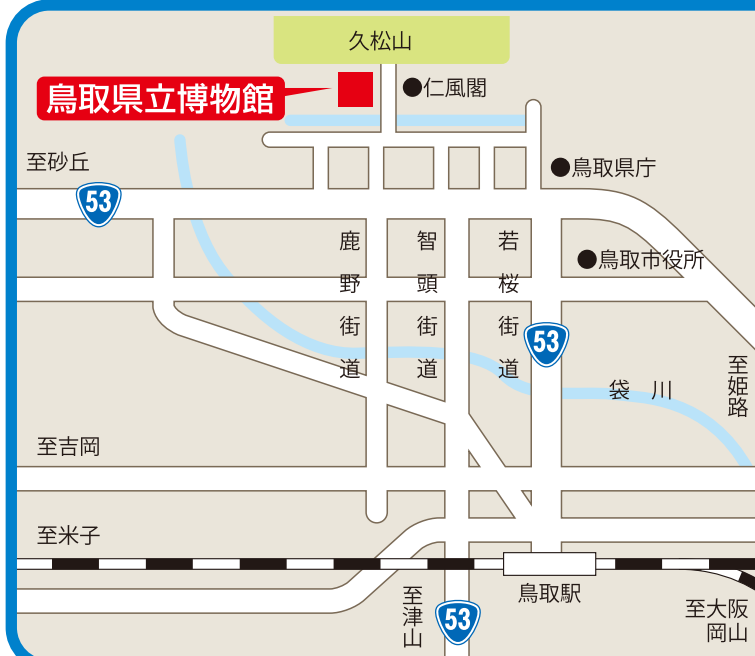 久松山
鳥取県立博物館
仁風閣
至砂丘
鳥取県庁
53
鹿野街道
智頭街道
若桜街道
鳥取市役所
53
至姫路
袋川
至吉岡
至米子
鳥取駅
至津山
53
至大阪
岡山